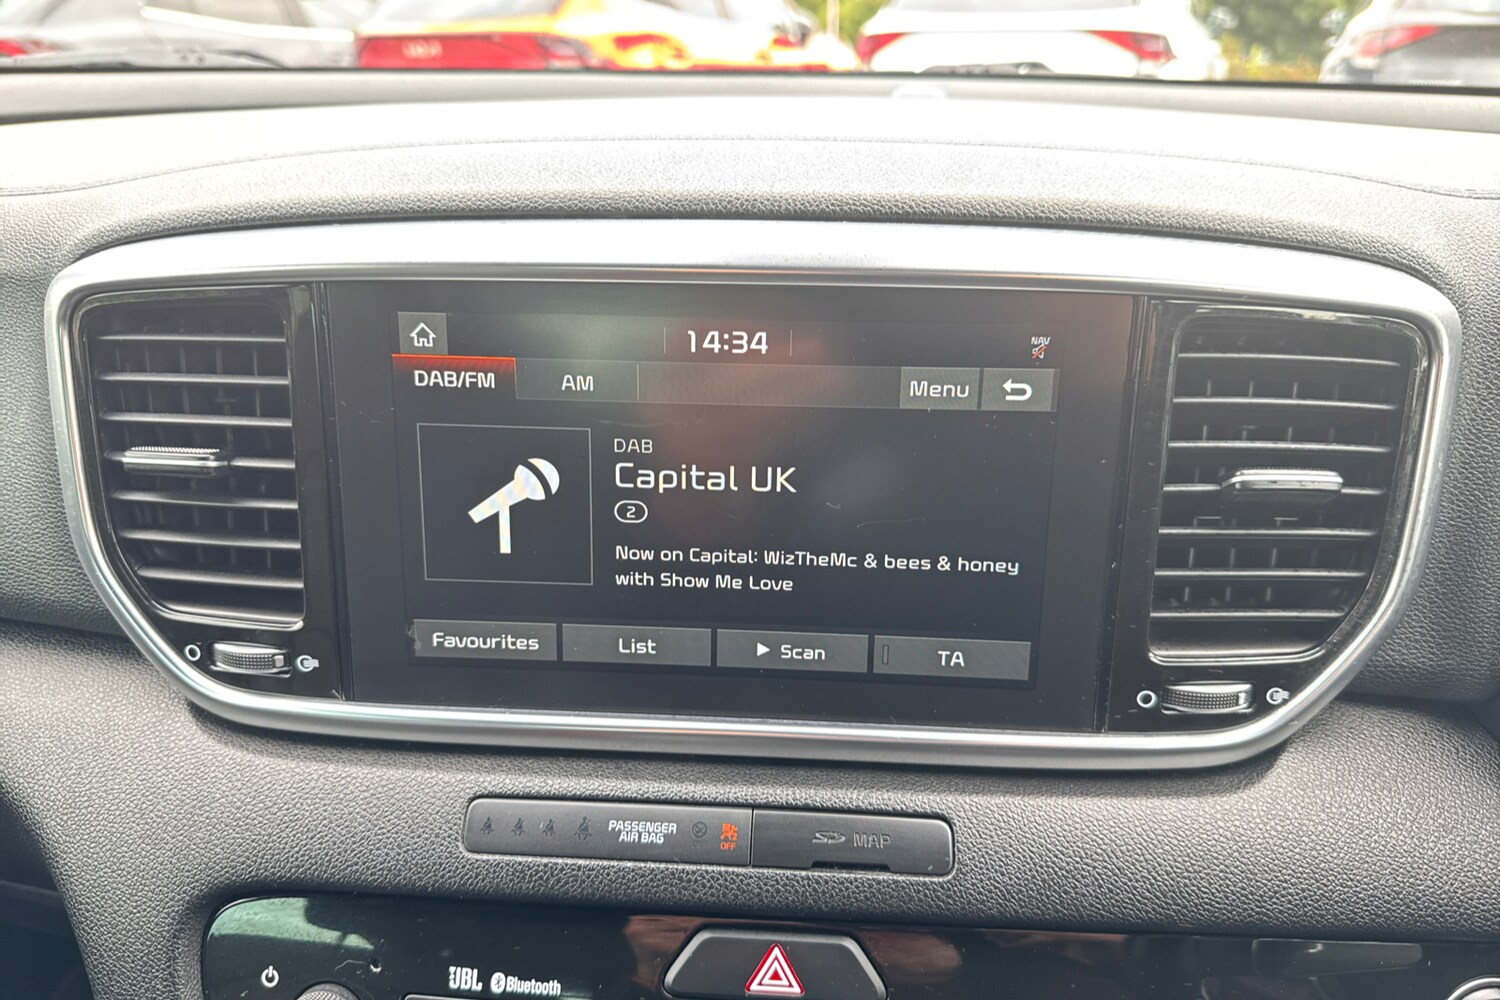 14:34
NAV
DAB/FM
AM
Menu
DAB
Capital UK
2
Now on Capital: WizTheMc & bees & honey
with Show Me Love
Favourites
List
Scan
TA
PASSENGER
AIR BAG
OFF
SD MAP
JBL Bluetooth